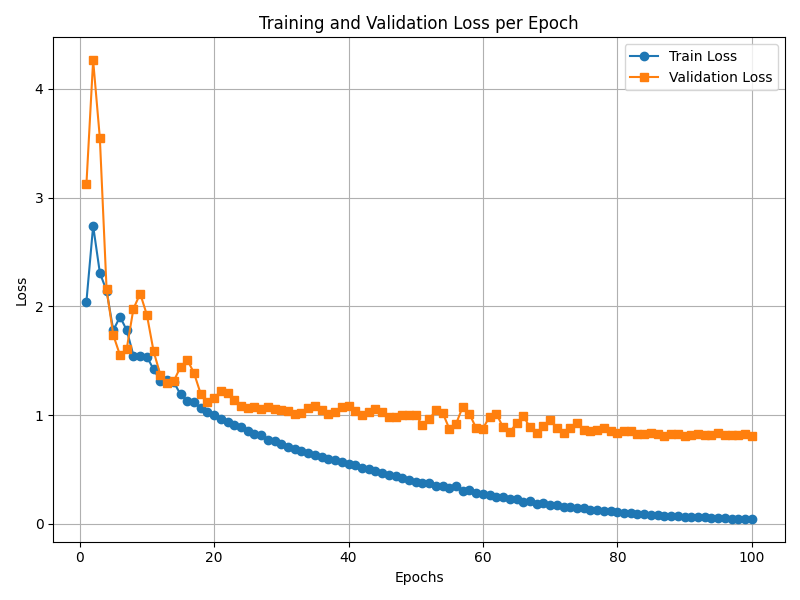 Training and Validation Loss per Epoch
Train Loss
Validation Loss
4
3
2
1
0
Loss
0 20 40 60 80 100
Epochs